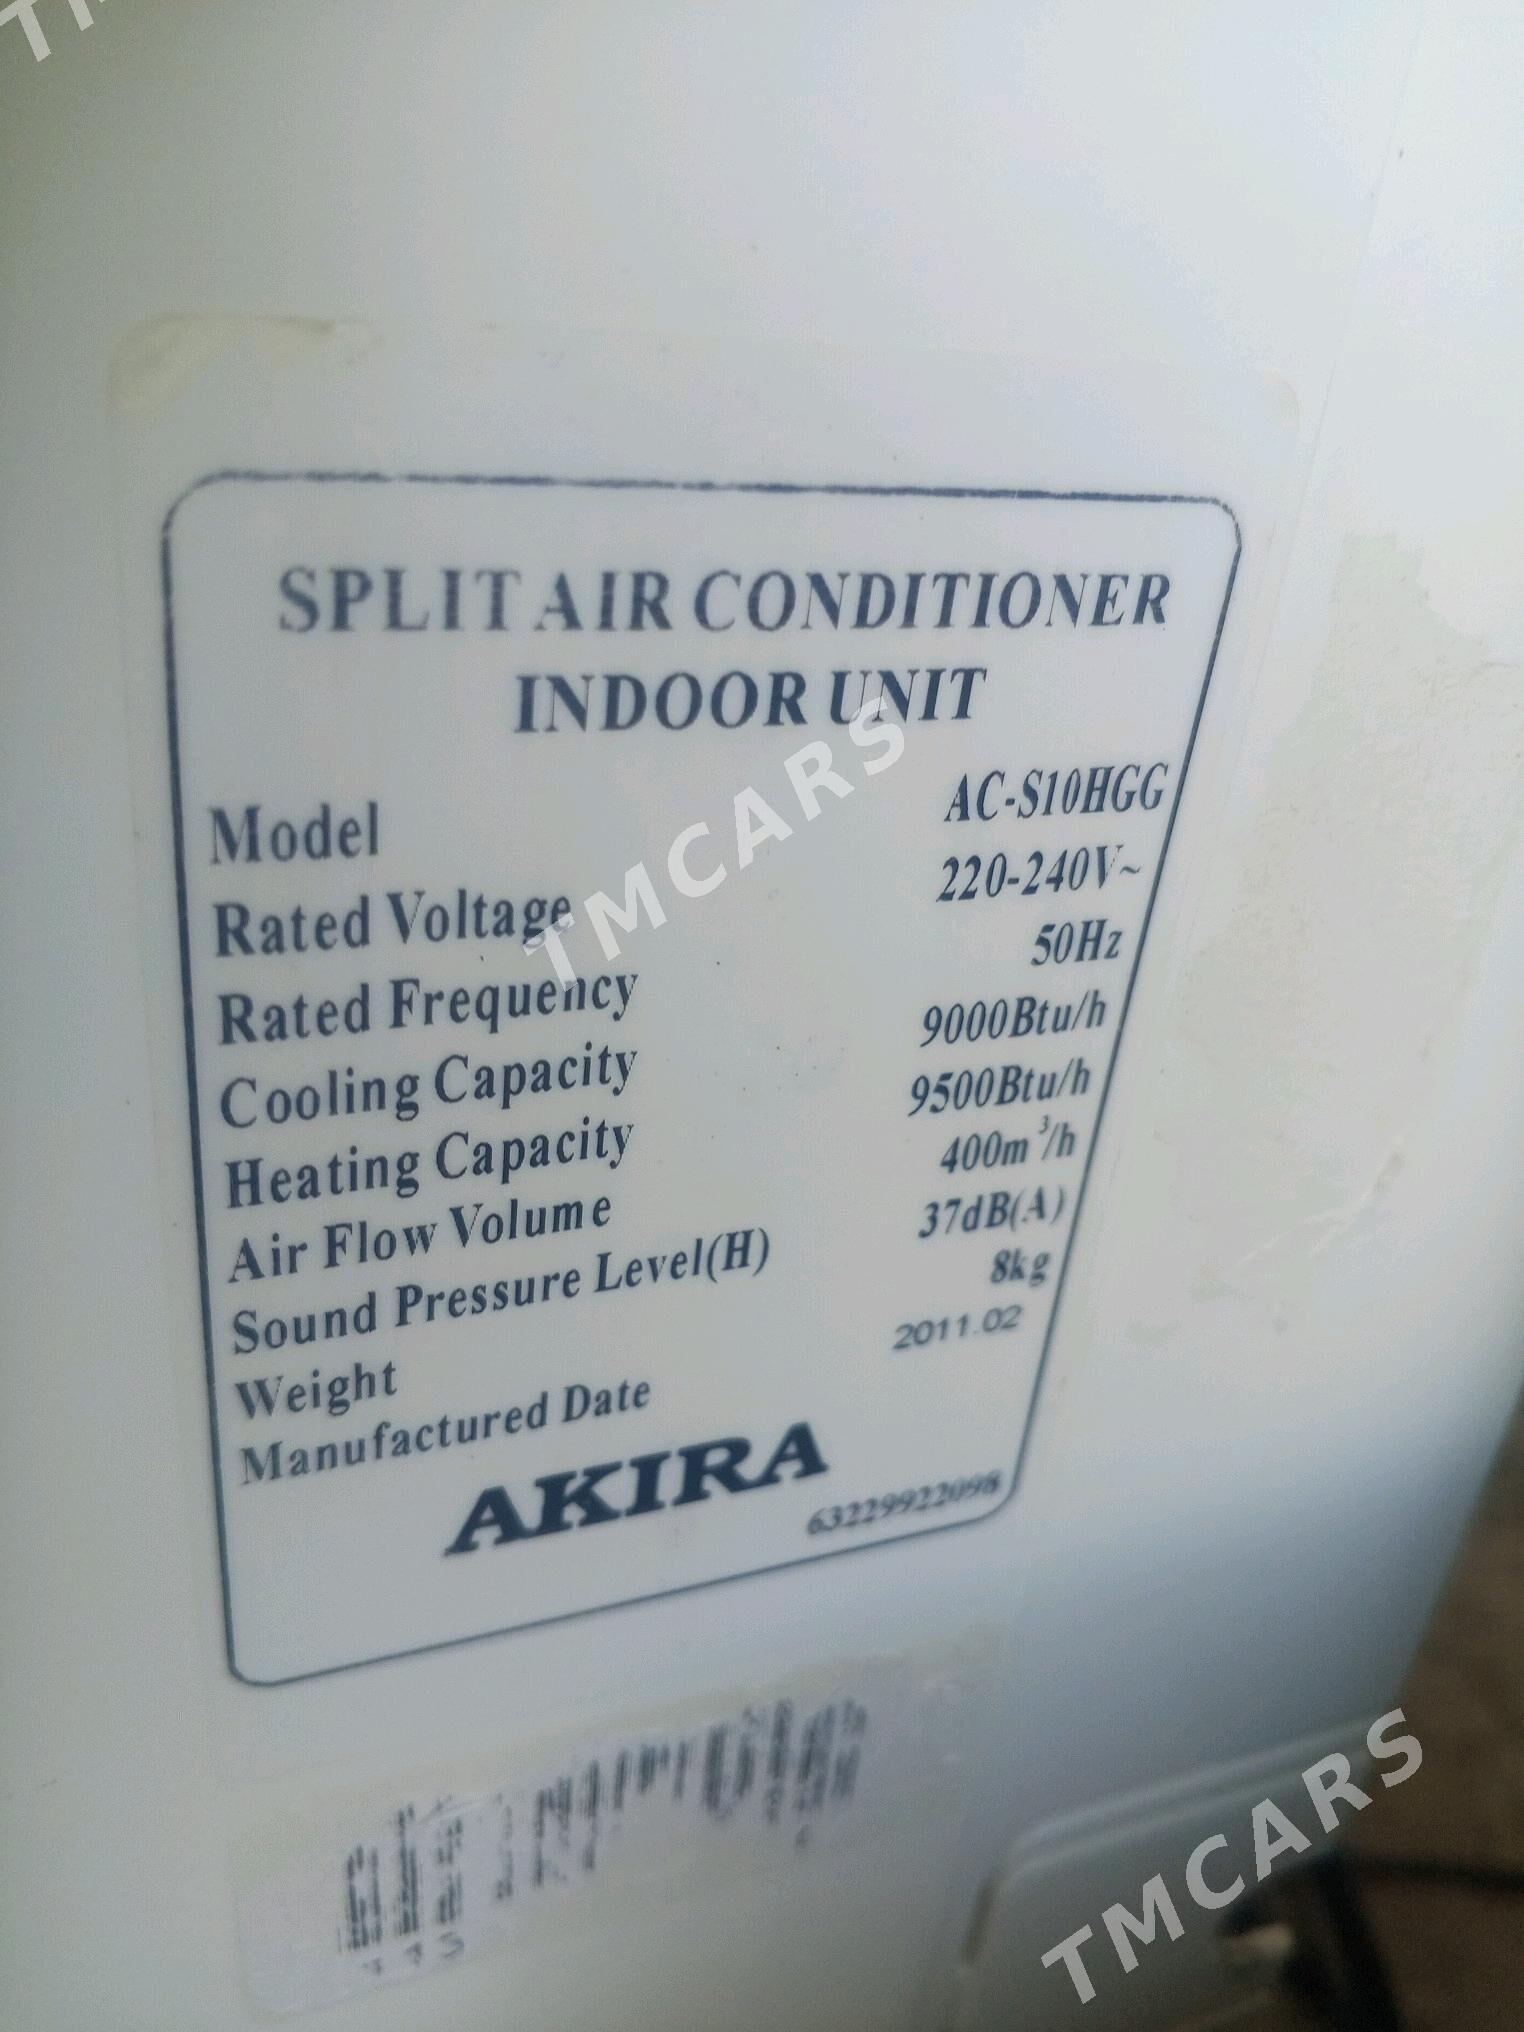 SPLIT AIR CONDITIONER
INDOOR UNIT
Model AC-S10HGG
Rated Voltage 220-240V~
Rated Frequency 50Hz
Cooling Capacity 9000Btu/h
Heating Capacity 9500Btu/h
Air Flow Volume 400m³/h
Sound Pressure Level(H) 37dB(A)
Weight 8kg
Manufactured Date 2011.02
AKIRA
63229922098
TMCARS
TMCARS